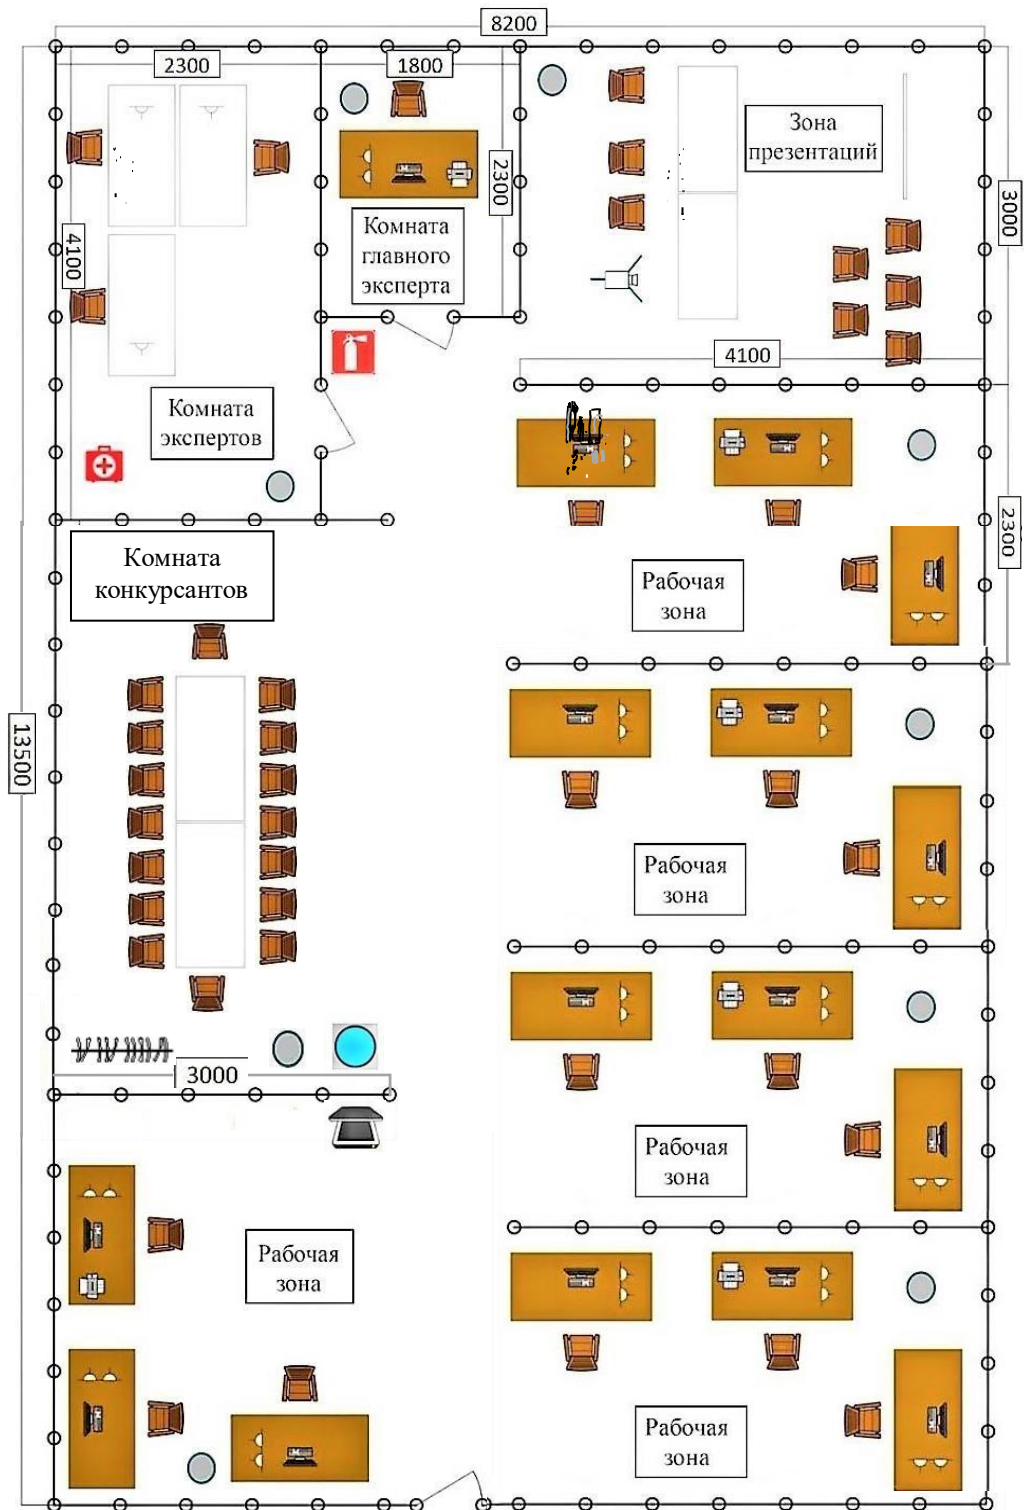 8200
2300
1800
Зона
презентаций
2300
3000
Комната
главного
эксперта
4100
4100
Комната
экспертов
2300
Комната
конкурсантов
Рабочая
зона
13500
Рабочая
зона
3000
Рабочая
зона
Рабочая
зона
Рабочая
зона